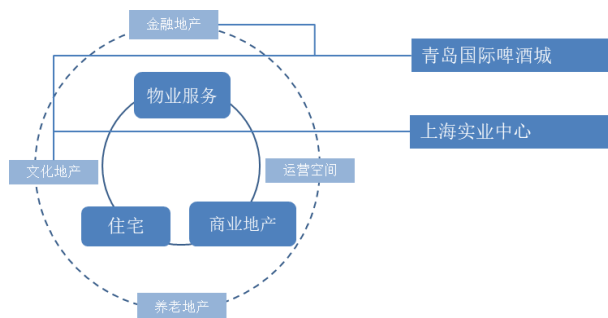 金融地产
青岛国际啤酒城
物业服务
上海实业中心
文化地产
运营空间
住宅
商业地产
养老地产